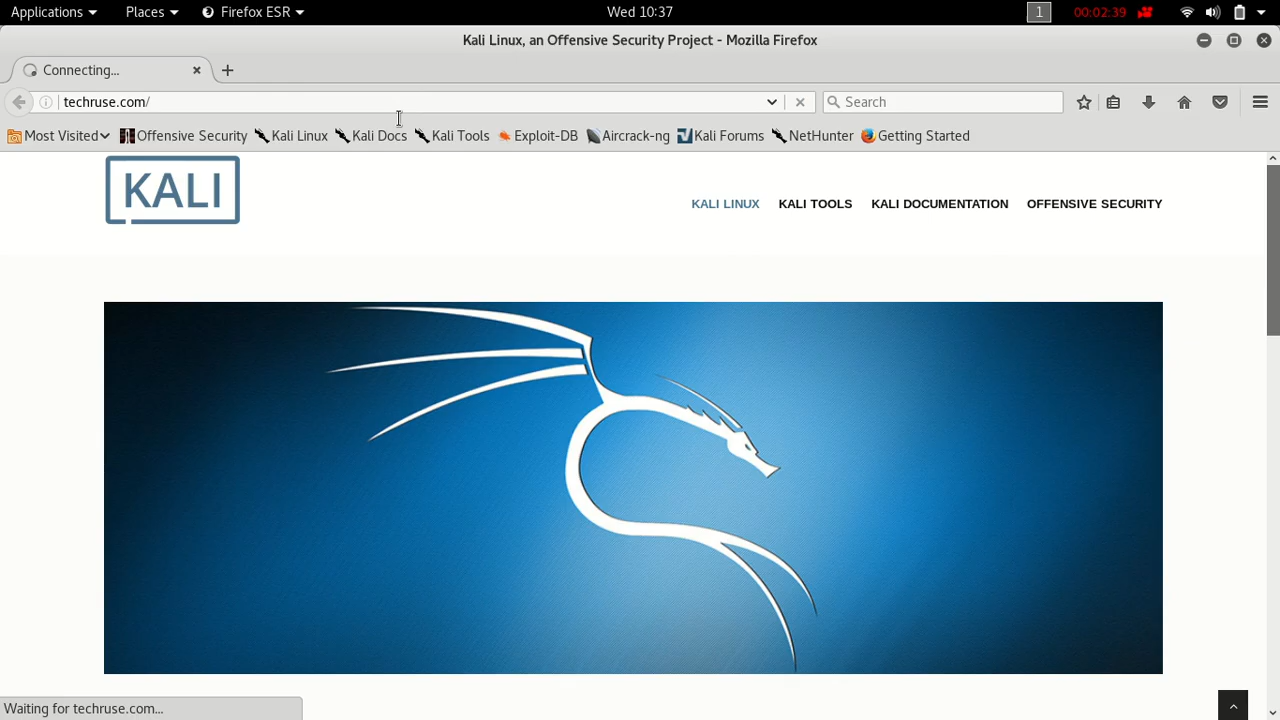 Applications Places Firefox ESR Wed 10:37 1 00:02:39
Kali Linux, an Offensive Security Project - Mozilla Firefox
Connecting...
techruse.com/ Search
Most Visited Offensive Security Kali Linux Kali Docs Kali Tools Exploit-DB Aircrack-ng Kali Forums NetHunter Getting Started
KALI
KALI LINUX KALI TOOLS KALI DOCUMENTATION OFFENSIVE SECURITY
Waiting for techruse.com...